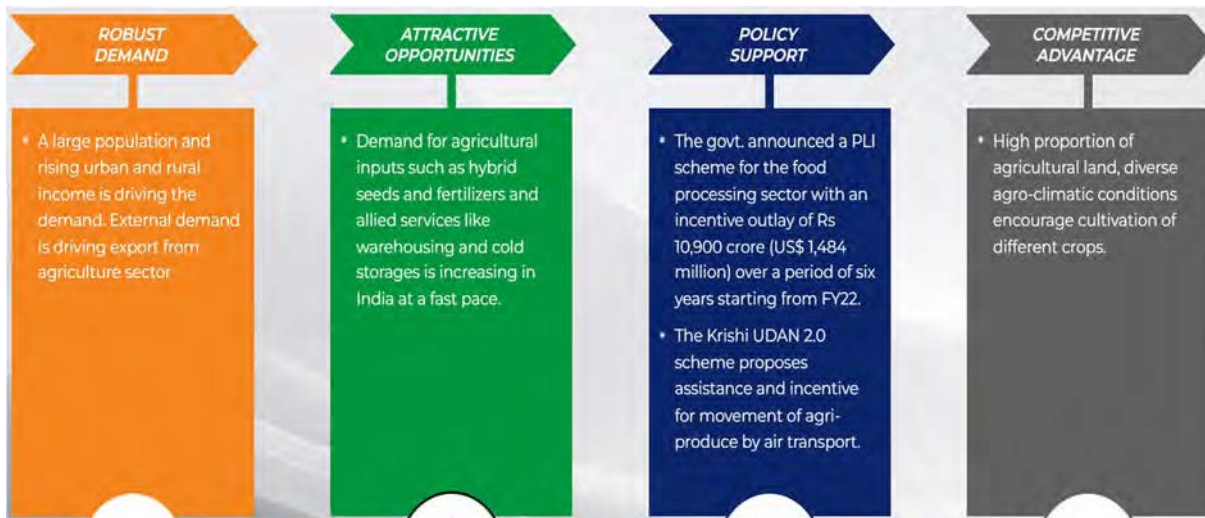 ROBUST
DEMAND
* A large population and
rising urban and rural
income is driving the
demand. External demand
is driving export from
agriculture sector
ATTRACTIVE
OPPORTUNITIES
* Demand for agricultural
inputs such as hybrid
seeds and fertilizers and
allied services like
warehousing and cold
storages is increasing in
India at a fast pace.
POLICY
SUPPORT
* The govt. announced a PLI
scheme for the food
processing sector with an
incentive outlay of Rs
10,900 crore (US$ 1,484
million) over a period of six
years starting from FY22.
* The Krishi UDAN 2.0
scheme proposes
assistance and incentive
for movement of agri-
produce by air transport.
COMPETITIVE
ADVANTAGE
* High proportion of
agricultural land, diverse
agro-climatic conditions
encourage cultivation of
different crops.